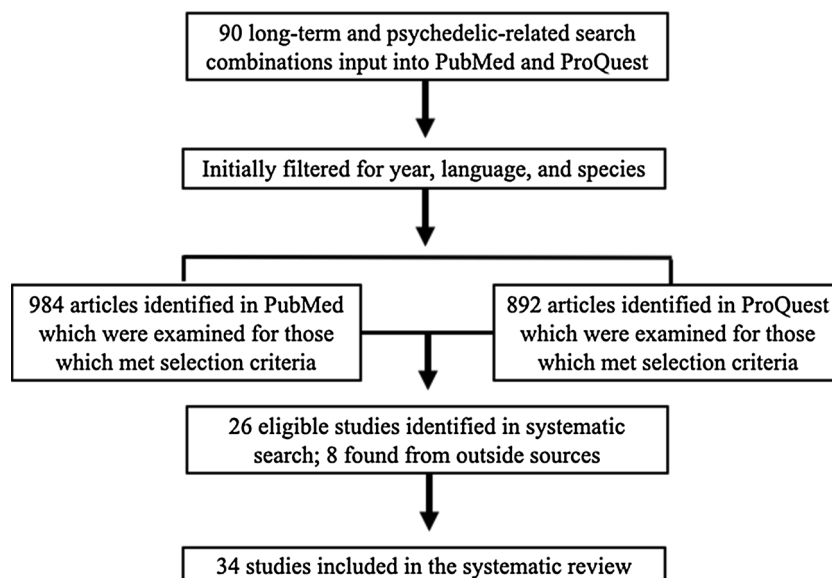 90 long-term and psychedelic-related search
combinations input into PubMed and ProQuest
Initially filtered for year, language, and species
984 articles identified in PubMed
which were examined for those
which met selection criteria
892 articles identified in ProQuest
which were examined for those
which met selection criteria
26 eligible studies identified in systematic
search; 8 found from outside sources
34 studies included in the systematic review